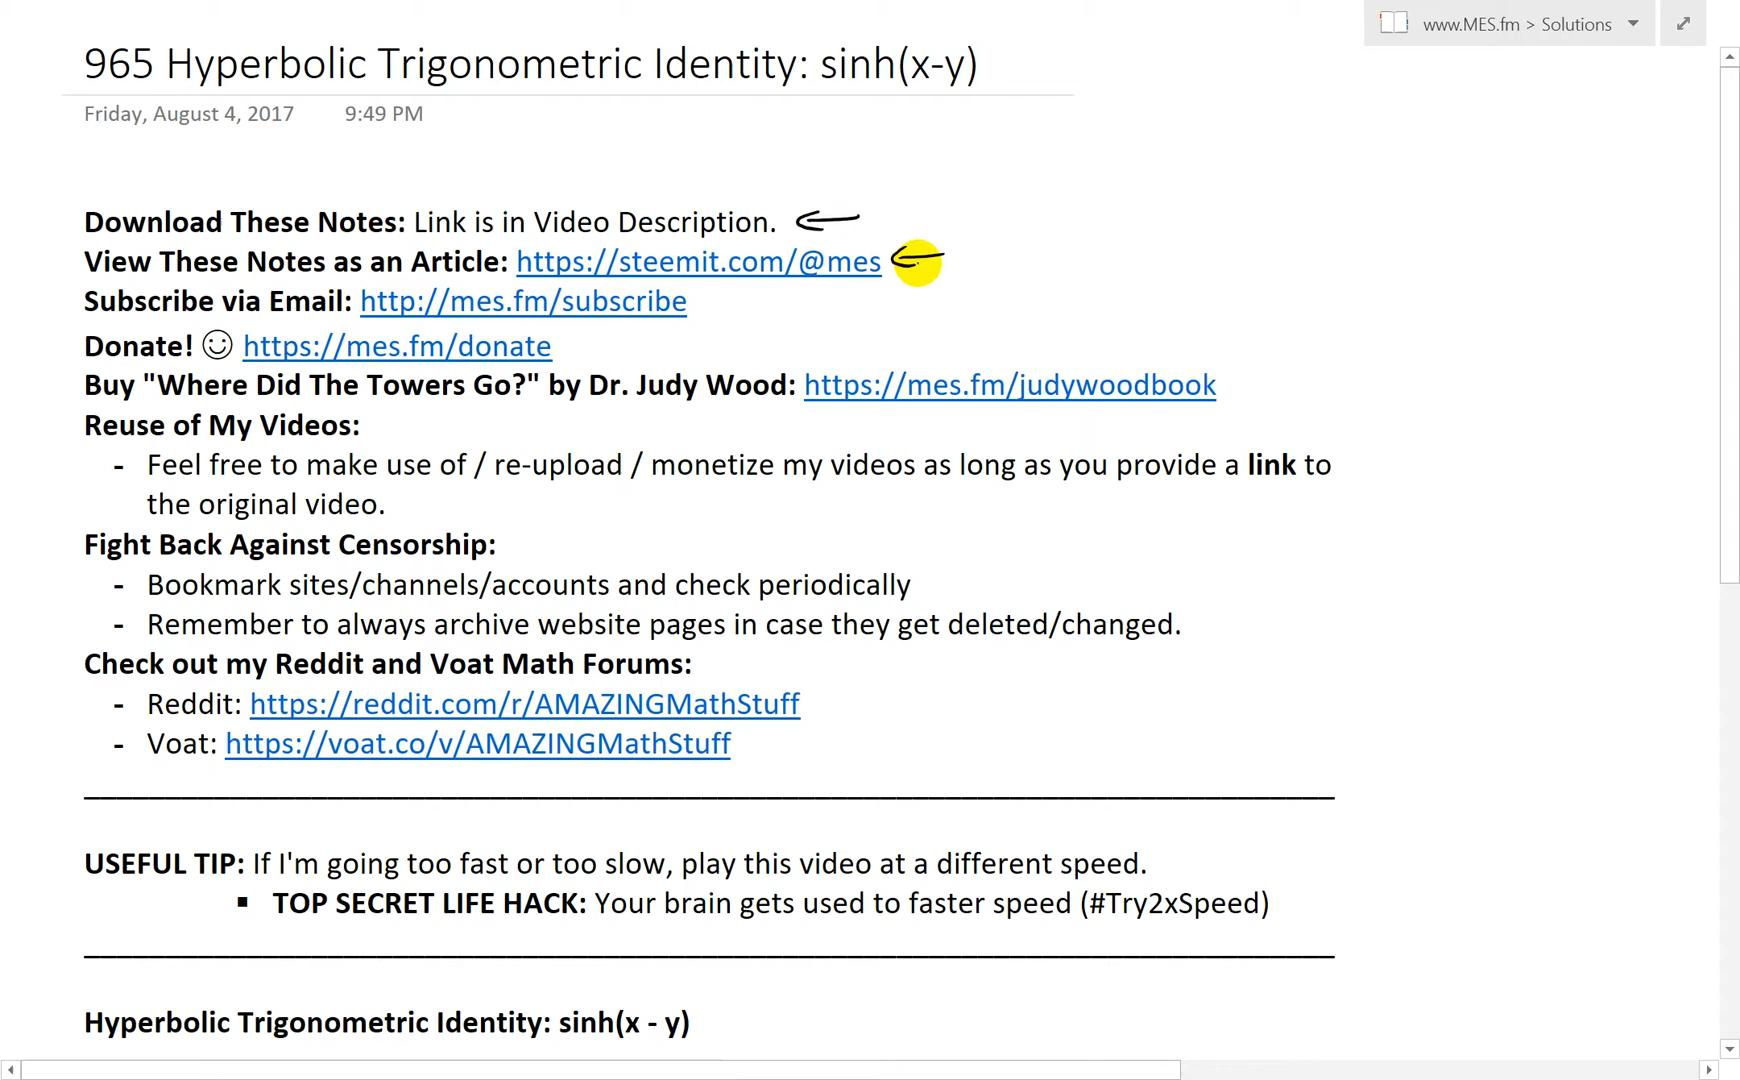 www.MES.fm > Solutions
965 Hyperbolic Trigonometric Identity: sinh(x-y)
Friday, August 4, 2017 9:49 PM
Download These Notes: Link is in Video Description.
View These Notes as an Article: https://steemit.com/@mes
Subscribe via Email: http://mes.fm/subscribe
Donate! ☺ https://mes.fm/donate
Buy "Where Did The Towers Go?" by Dr. Judy Wood: https://mes.fm/judywoodbook
Reuse of My Videos:
- Feel free to make use of / re-upload / monetize my videos as long as you provide a link to
the original video.
Fight Back Against Censorship:
- Bookmark sites/channels/accounts and check periodically
- Remember to always archive website pages in case they get deleted/changed.
Check out my Reddit and Voat Math Forums:
- Reddit: https://reddit.com/r/AMAZINGMathStuff
- Voat: https://voat.co/v/AMAZINGMathStuff
USEFUL TIP: If I'm going too fast or too slow, play this video at a different speed.
▪ TOP SECRET LIFE HACK: Your brain gets used to faster speed (#Try2xSpeed)
Hyperbolic Trigonometric Identity: sinh(x - y)